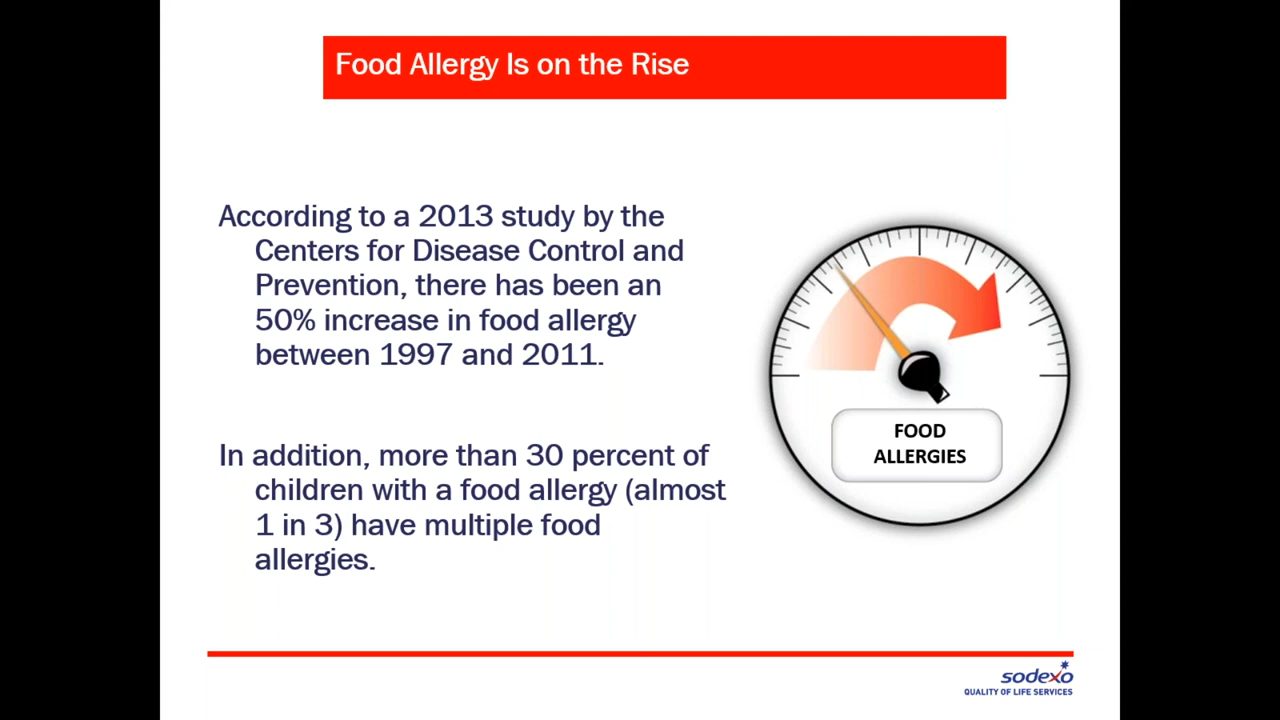 Food Allergy Is on the Rise
According to a 2013 study by the
Centers for Disease Control and
Prevention, there has been an
50% increase in food allergy
between 1997 and 2011.
In addition, more than 30 percent of
children with a food allergy (almost
1 in 3) have multiple food
allergies.
FOOD
ALLERGIES
sodexo
QUALITY OF LIFE SERVICES